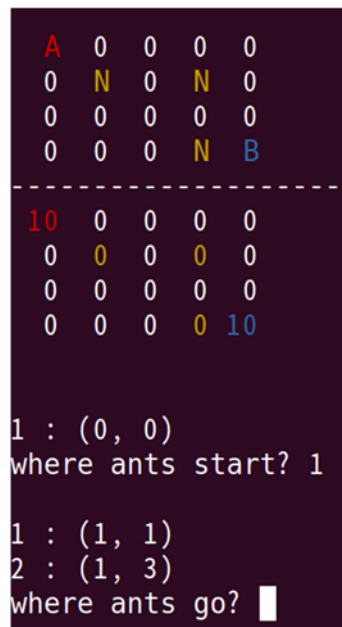 A 0 0 0 0
0 N 0 N 0
0 0 0 0 0
0 0 0 N B
--------------------
10 0 0 0 0
0 0 0 0 0
0 0 0 0 0
0 0 0 0 10
1 : (0, 0)
where ants start? 1
1 : (1, 1)
2 : (1, 3)
where ants go?